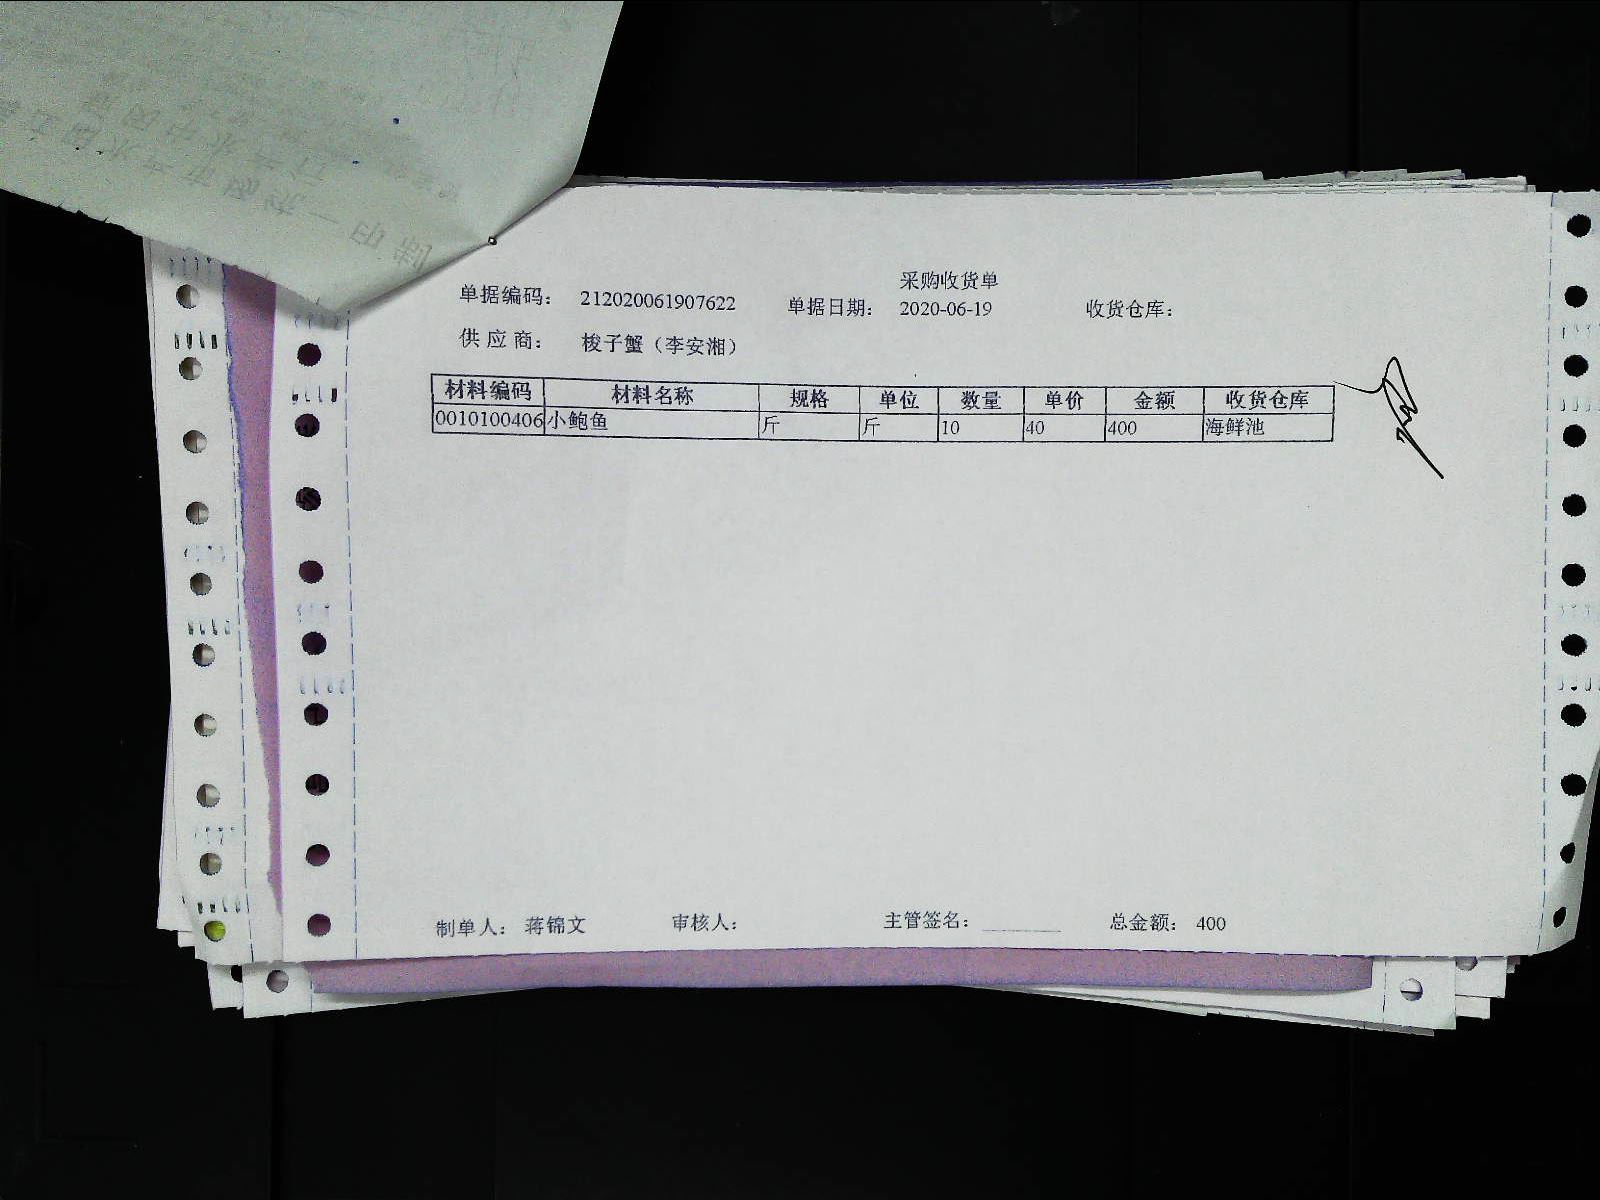 采购收货单
单据编码： 212020061907622 单据日期： 2020-06-19 收货仓库：
供 应 商： 梭子蟹（李安湘）
材料编码 材料名称 规格 单位 数量 单价 金额 收货仓库
0010100406 小鲍鱼 斤 斤 10 40 400 海鲜池
制单人： 蒋锦文 审核人： 主管签名： 总金额： 400